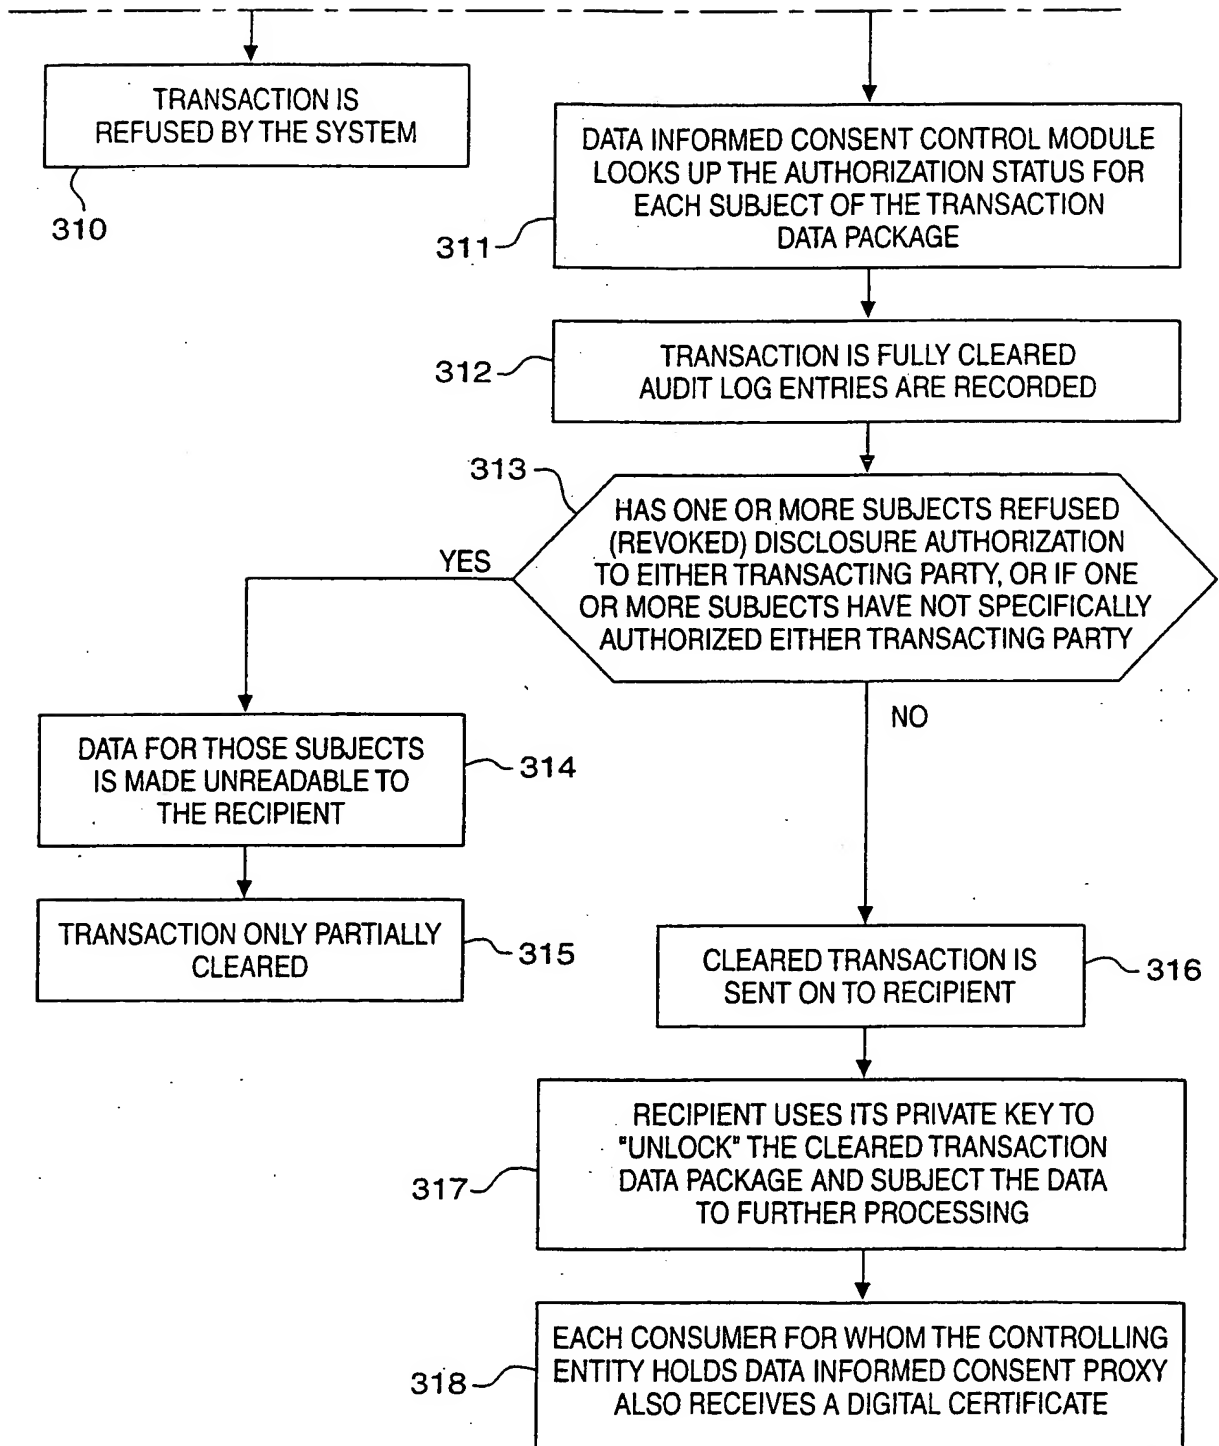 TRANSACTION IS
REFUSED BY THE SYSTEM
310
DATA INFORMED CONSENT CONTROL MODULE
LOOKS UP THE AUTHORIZATION STATUS FOR
EACH SUBJECT OF THE TRANSACTION
DATA PACKAGE
311
TRANSACTION IS FULLY CLEARED
AUDIT LOG ENTRIES ARE RECORDED
312
313
HAS ONE OR MORE SUBJECTS REFUSED
(REVOKED) DISCLOSURE AUTHORIZATION
TO EITHER TRANSACTING PARTY, OR IF ONE
OR MORE SUBJECTS HAVE NOT SPECIFICALLY
AUTHORIZED EITHER TRANSACTING PARTY
YES
NO
DATA FOR THOSE SUBJECTS
IS MADE UNREADABLE TO
THE RECIPIENT
314
TRANSACTION ONLY PARTIALLY
CLEARED
315
CLEARED TRANSACTION IS
SENT ON TO RECIPIENT
316
RECIPIENT USES ITS PRIVATE KEY TO
"UNLOCK" THE CLEARED TRANSACTION
DATA PACKAGE AND SUBJECT THE DATA
TO FURTHER PROCESSING
317
EACH CONSUMER FOR WHOM THE CONTROLLING
ENTITY HOLDS DATA INFORMED CONSENT PROXY
ALSO RECEIVES A DIGITAL CERTIFICATE
318